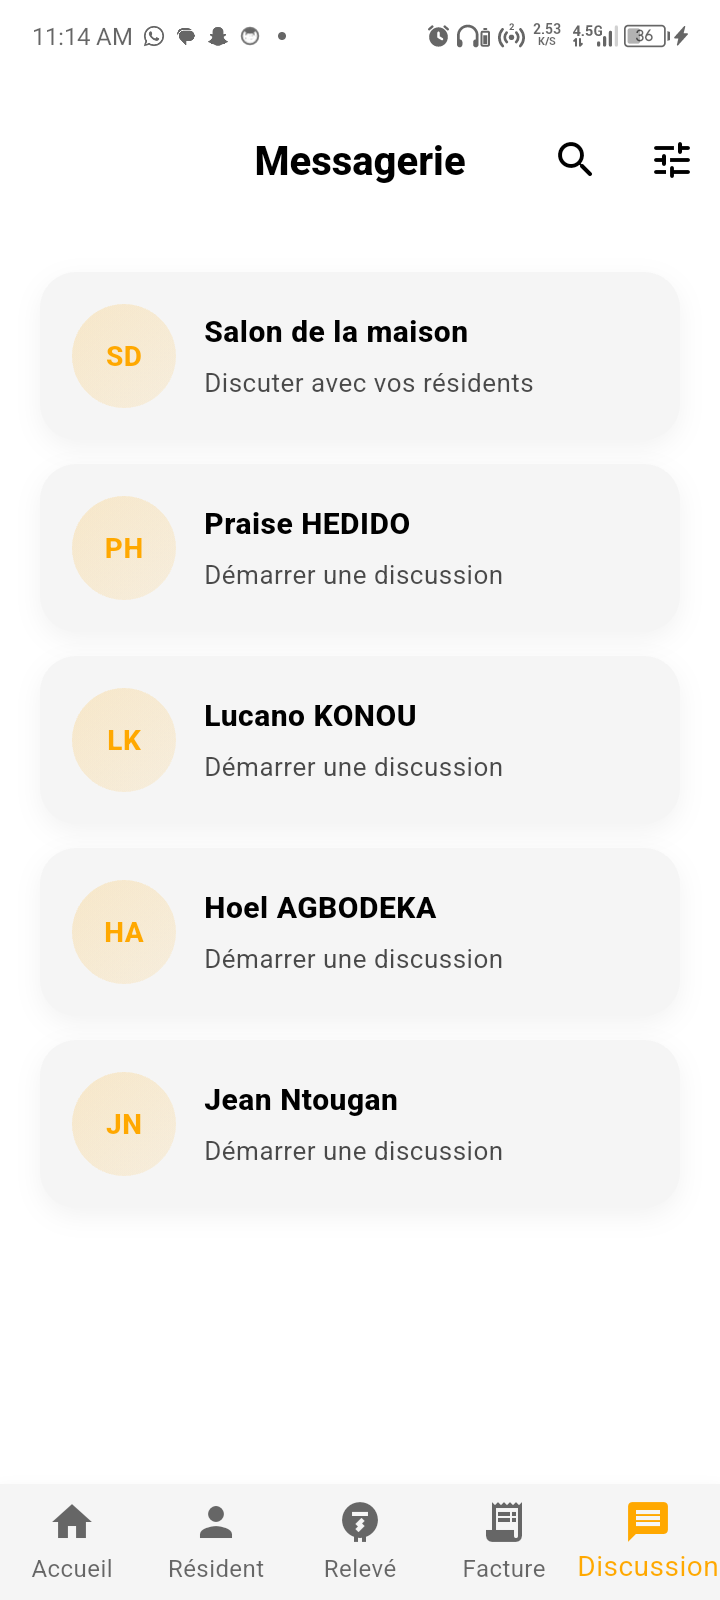 11:14 AM
2
2.53
K/S
4.5G
36
Messagerie
SD
Salon de la maison
Discuter avec vos résidents
PH
Praise HEDIDO
Démarrer une discussion
LK
Lucano KONOU
Démarrer une discussion
HA
Hoel AGBODEKA
Démarrer une discussion
JN
Jean Ntougan
Démarrer une discussion
Accueil
Résident
Relevé
Facture
Discussion